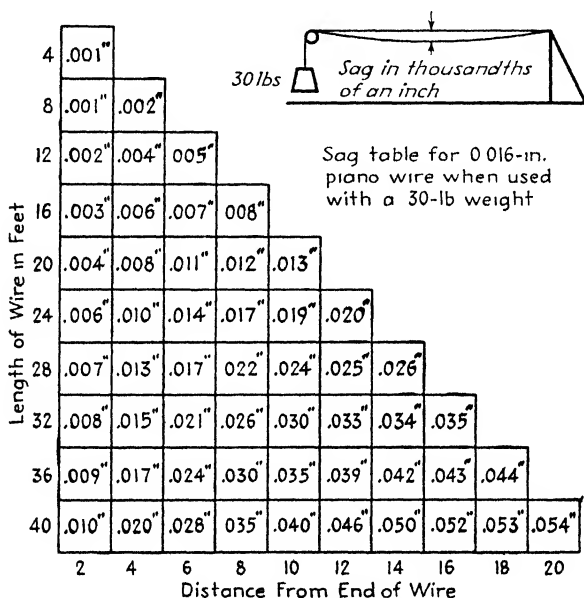 30 lbs
Sag in thousandths
of an inch
Sag table for 0 016-in.
piano wire when used
with a 30-lb weight
Length of Wire in Feet
4 .001"
8 .001" .002"
12 .002" .004" 005"
16 .003" .006" .007" 008"
20 .004" .008" .011" .012" .013"
24 .006" .010" .014" .017" .019" .020"
28 .007" .013" .017" 022" .024" .025" .026"
32 .008" .015" .021" .026" .030" .033" .034" .035"
36 .009" .017" .024" .030" .035" .039" .042" .043" .044"
40 .010" .020" .028" 035" .040" .046" .050" .052" .053" .054"
2 4 6 8 10 12 14 16 18 20
Distance From End of Wire